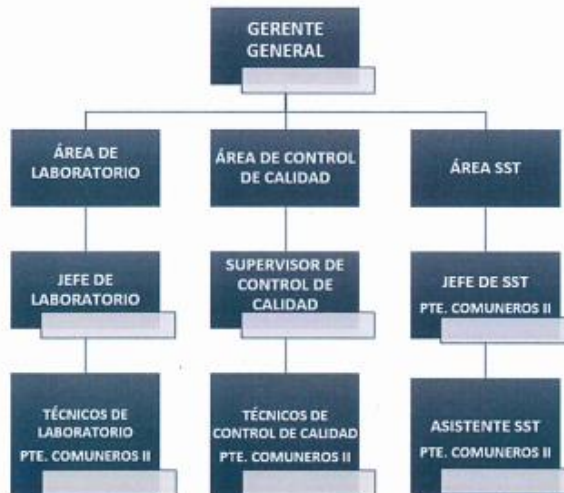 GERENTE
GENERAL
ÁREA DE
LABORATORIO
ÁREA DE CONTROL
DE CALIDAD
ÁREA SST
JEFE DE
LABORATORIO
SUPERVISOR DE
CONTROL DE
CALIDAD
JEFE DE SST
PTE. COMUNEROS II
TÉCNICOS DE
LABORATORIO
PTE. COMUNEROS II
TÉCNICOS DE
CONTROL DE CALIDAD
PTE. COMUNEROS II
ASISTENTE SST
PTE. COMUNEROS II